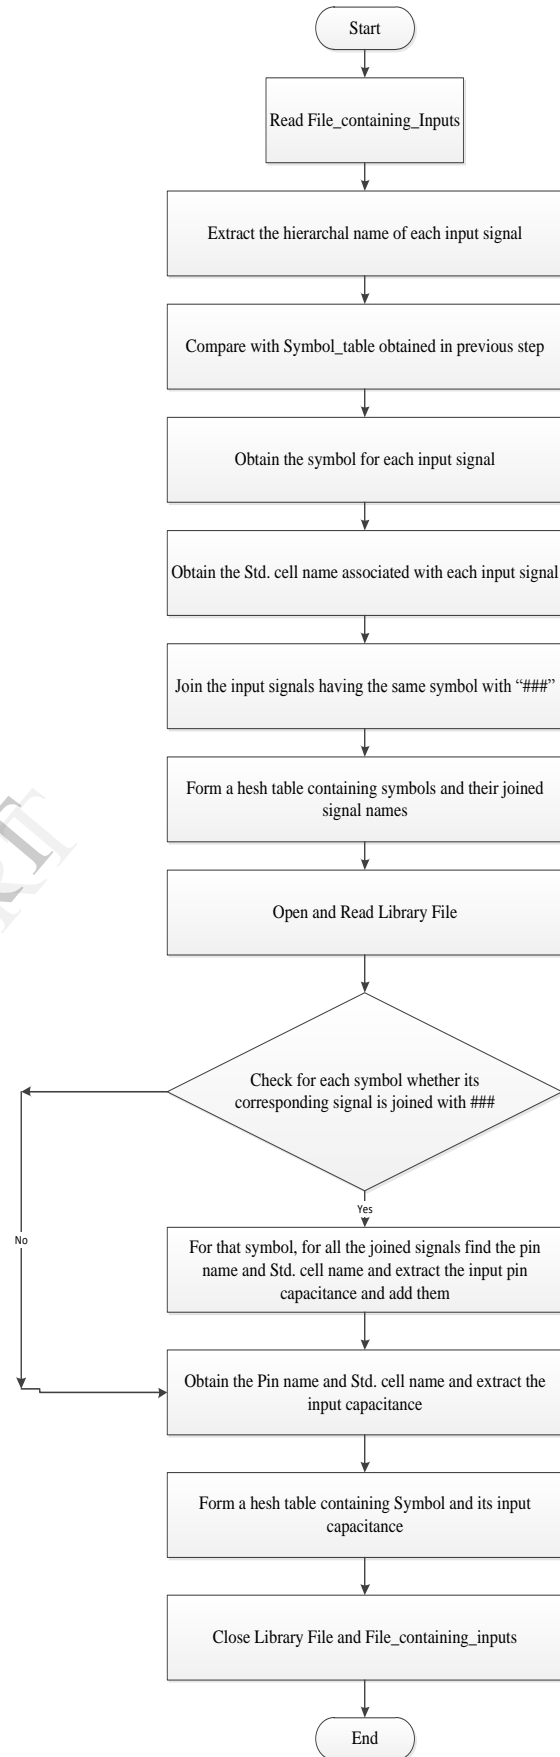 Start
Read File_containing_Inputs
Extract the hierarchal name of each input signal
Compare with Symbol_table obtained in previous step
Obtain the symbol for each input signal
Obtain the Std. cell name associated with each input signal
Join the input signals having the same symbol with “###”
Form a hesh table containing symbols and their joined
signal names
Open and Read Library File
Check for each symbol whether its
corresponding signal is joined with ###
Yes
No
For that symbol, for all the joined signals find the pin
name and Std. cell name and extract the input pin
capacitance and add them
Obtain the Pin name and Std. cell name and extract the
input capacitance
Form a hesh table containing Symbol and its input
capacitance
Close Library File and File_containing_inputs
End